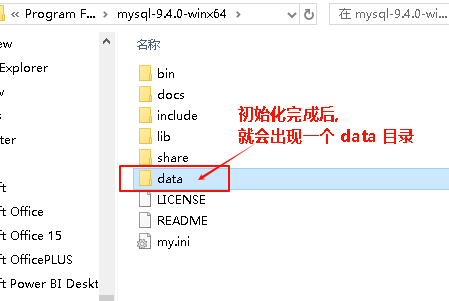 « Program F... › mysql-9.4.0-winx64 ›
在 mysql-9.4.0-wi...
ew
Explorer
ter
ft
ft Office
ft Office 15
ft OfficePLUS
ft Power BI Deskt
名称
bin
docs
include
lib
share
data
LICENSE
README
my.ini
初始化完成后,
就会出现一个 data 目录